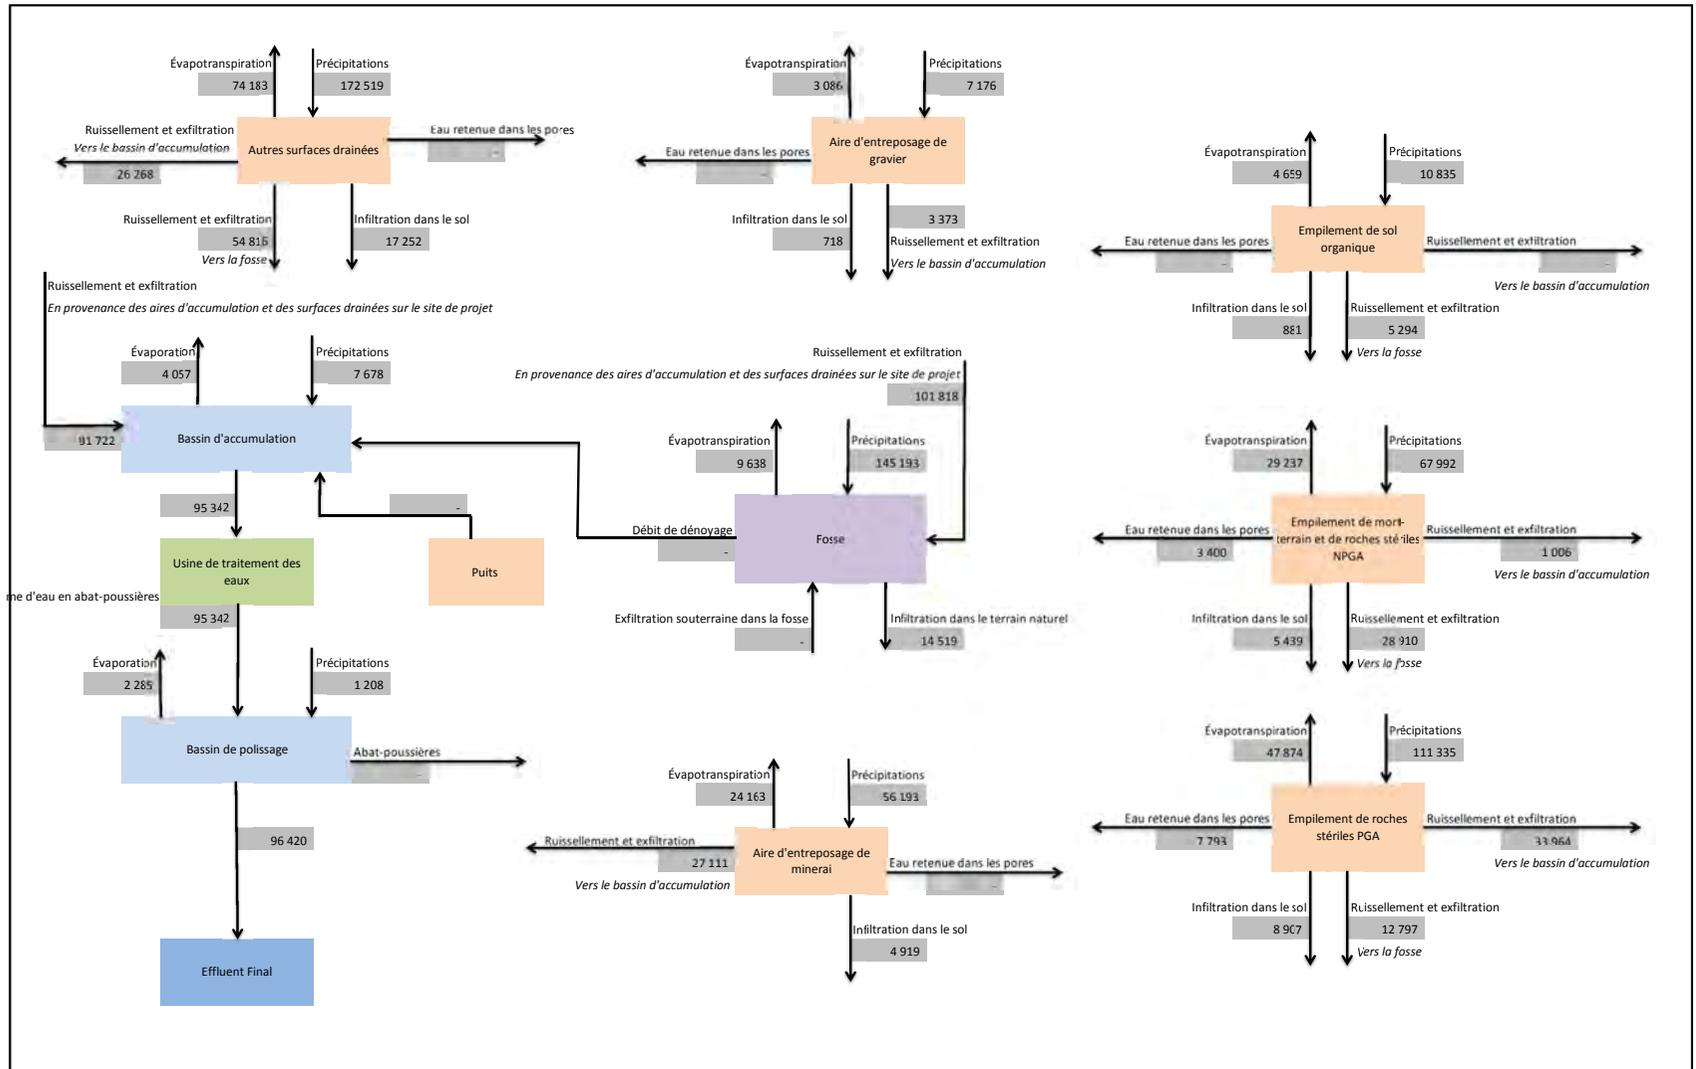 Évapotranspiration
74 183
Précipitations
172 519
Ruissellement et exfiltration
Vers le bassin d'accumulation
26 268
Autres surfaces drainées
Eau retenue dans les pores
-
Ruissellement et exfiltration
54 816
Vers la fosse
Infiltration dans le sol
17 252
Évapotranspiration
3 086
Précipitations
7 176
Eau retenue dans les pores
-
Aire d'entreposage de
gravier
Infiltration dans le sol
718
3 373
Ruissellement et exfiltration
Vers le bassin d'accumulation
Évapotranspiration
4 659
Précipitations
10 835
Eau retenue dans les pores
-
Empilement de sol
organique
Ruissellement et exfiltration
-
Vers le bassin d'accumulation
Infiltration dans le sol
881
Ruissellement et exfiltration
5 294
Vers la fosse
Ruissellement et exfiltration
En provenance des aires d'accumulation et des surfaces drainées sur le site de projet
Évaporation
4 057
Précipitations
7 678
91 722
Bassin d'accumulation
95 342
-
Usine de traitement des
eaux
Puits
me d'eau en abat-poussières
95 342
Évaporation
2 285
Précipitations
1 208
Bassin de polissage
Abat-poussières
-
96 420
Effluent Final
Ruissellement et exfiltration
En provenance des aires d'accumulation et des surfaces drainées sur le site de projet
101 818
Évapotranspiration
9 638
Précipitations
145 193
Débit de dénoyage
-
Fosse
Exfiltration souterraine dans la fosse
-
Infiltration dans le terrain naturel
14 519
Évapotranspiration
24 163
Précipitations
56 193
Ruissellement et exfiltration
27 111
Vers le bassin d'accumulation
Aire d'entreposage de
minerai
Eau retenue dans les pores
-
Infiltration dans le sol
4 919
Évapotranspiration
29 237
Précipitations
67 992
Eau retenue dans les pores
3 400
Empilement de mort-
terrain et de roches stériles
NPGA
Ruissellement et exfiltration
1 006
Vers le bassin d'accumulation
Infiltration dans le sol
5 439
Ruissellement et exfiltration
28 910
Vers la fosse
Évapotranspiration
47 874
Précipitations
111 335
Eau retenue dans les pores
7 793
Empilement de roches
stériles PGA
Ruissellement et exfiltration
33 964
Vers le bassin d'accumulation
Infiltration dans le sol
8 907
Ruissellement et exfiltration
12 797
Vers la fosse